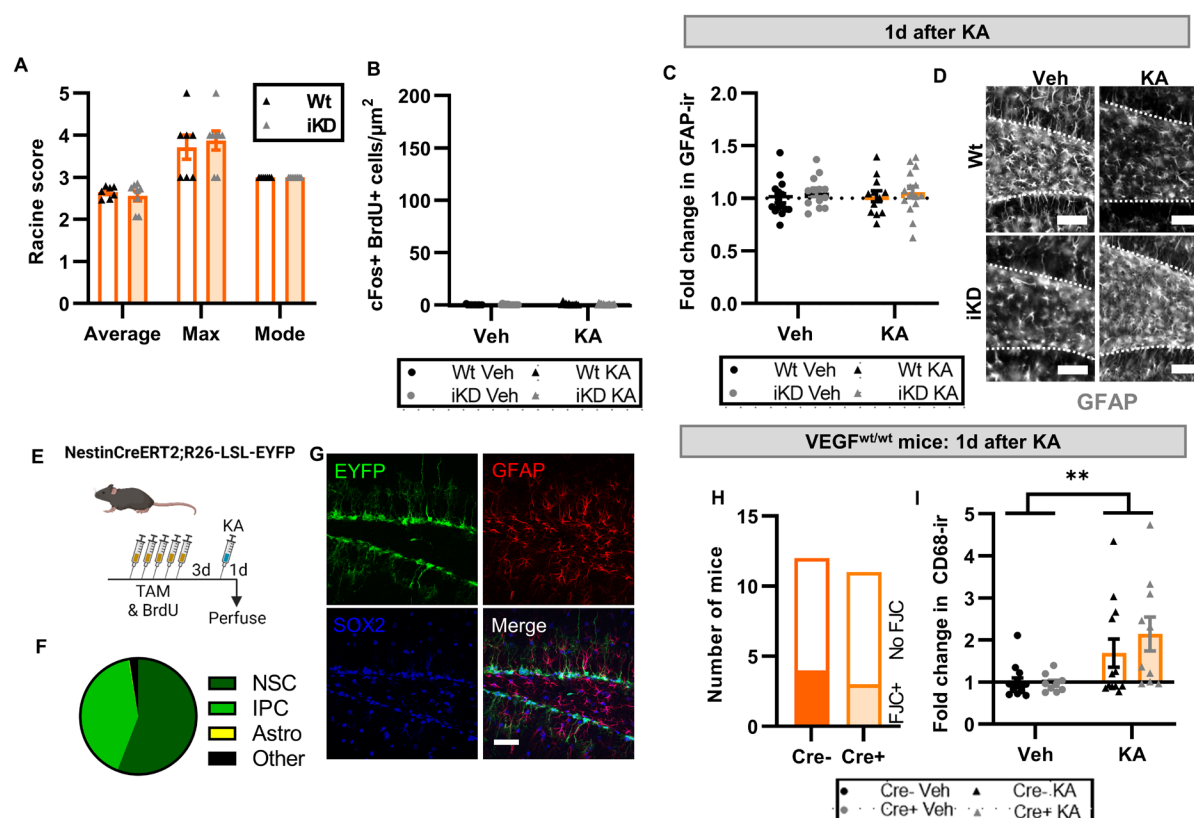 1d after KA
A
Racine score
5
4
3
2
1
0
Average Max Mode
Wt
iKD
B
cFos+ BrdU+ cells/µm²
200
150
100
50
0
Veh KA
Wt Veh Wt KA
iKD Veh iKD KA
C
Fold change in GFAP-ir
2.0
1.5
1.0
0.5
0.0
Veh KA
Wt Veh Wt KA
iKD Veh iKD KA
D
Veh KA
Wt
iKD
GFAP
E
NestinCreERT2;R26-LSL-EYFP
KA
3d 1d
TAM
& BrdU
Perfuse
F
NSC
IPC
Astro
Other
G
EYFP
GFAP
SOX2
Merge
VEGFwt/wt mice: 1d after KA
H
Number of mice
15
10
5
0
FJC+ No FJC
Cre- Cre+
I
**
Fold change in CD68-ir
5
4
3
2
1
0
Veh KA
Cre- Veh Cre- KA
Cre+ Veh Cre+ KA